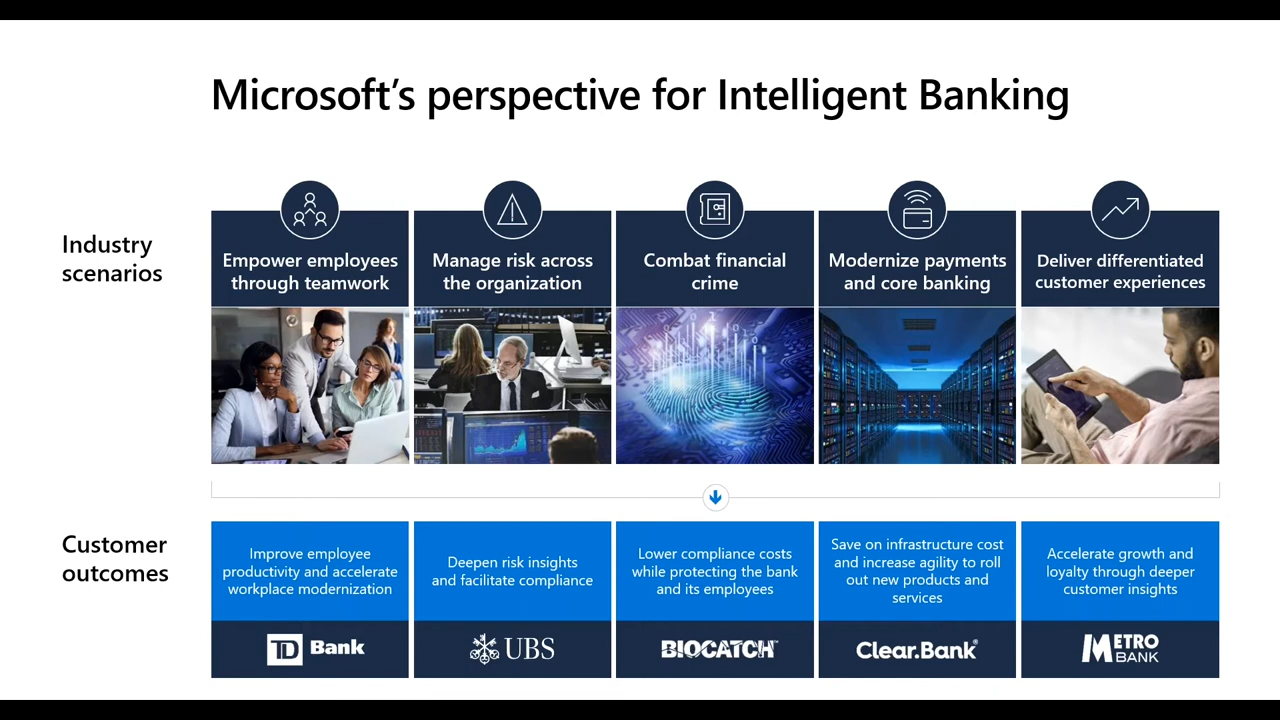 Microsoft's perspective for Intelligent Banking
Industry
scenarios
Empower employees
through teamwork
Manage risk across
the organization
Combat financial
crime
Modernize payments
and core banking
Deliver differentiated
customer experiences
Customer
outcomes
Improve employee
productivity and accelerate
workplace modernization
Deepen risk insights
and facilitate compliance
Lower compliance costs
while protecting the bank
and its employees
Save on infrastructure cost
and increase agility to roll
out new products and
services
Accelerate growth and
loyalty through deeper
customer insights
TD Bank
UBS
BIOCATCH™
Clear.Bank®
METRO
BANK